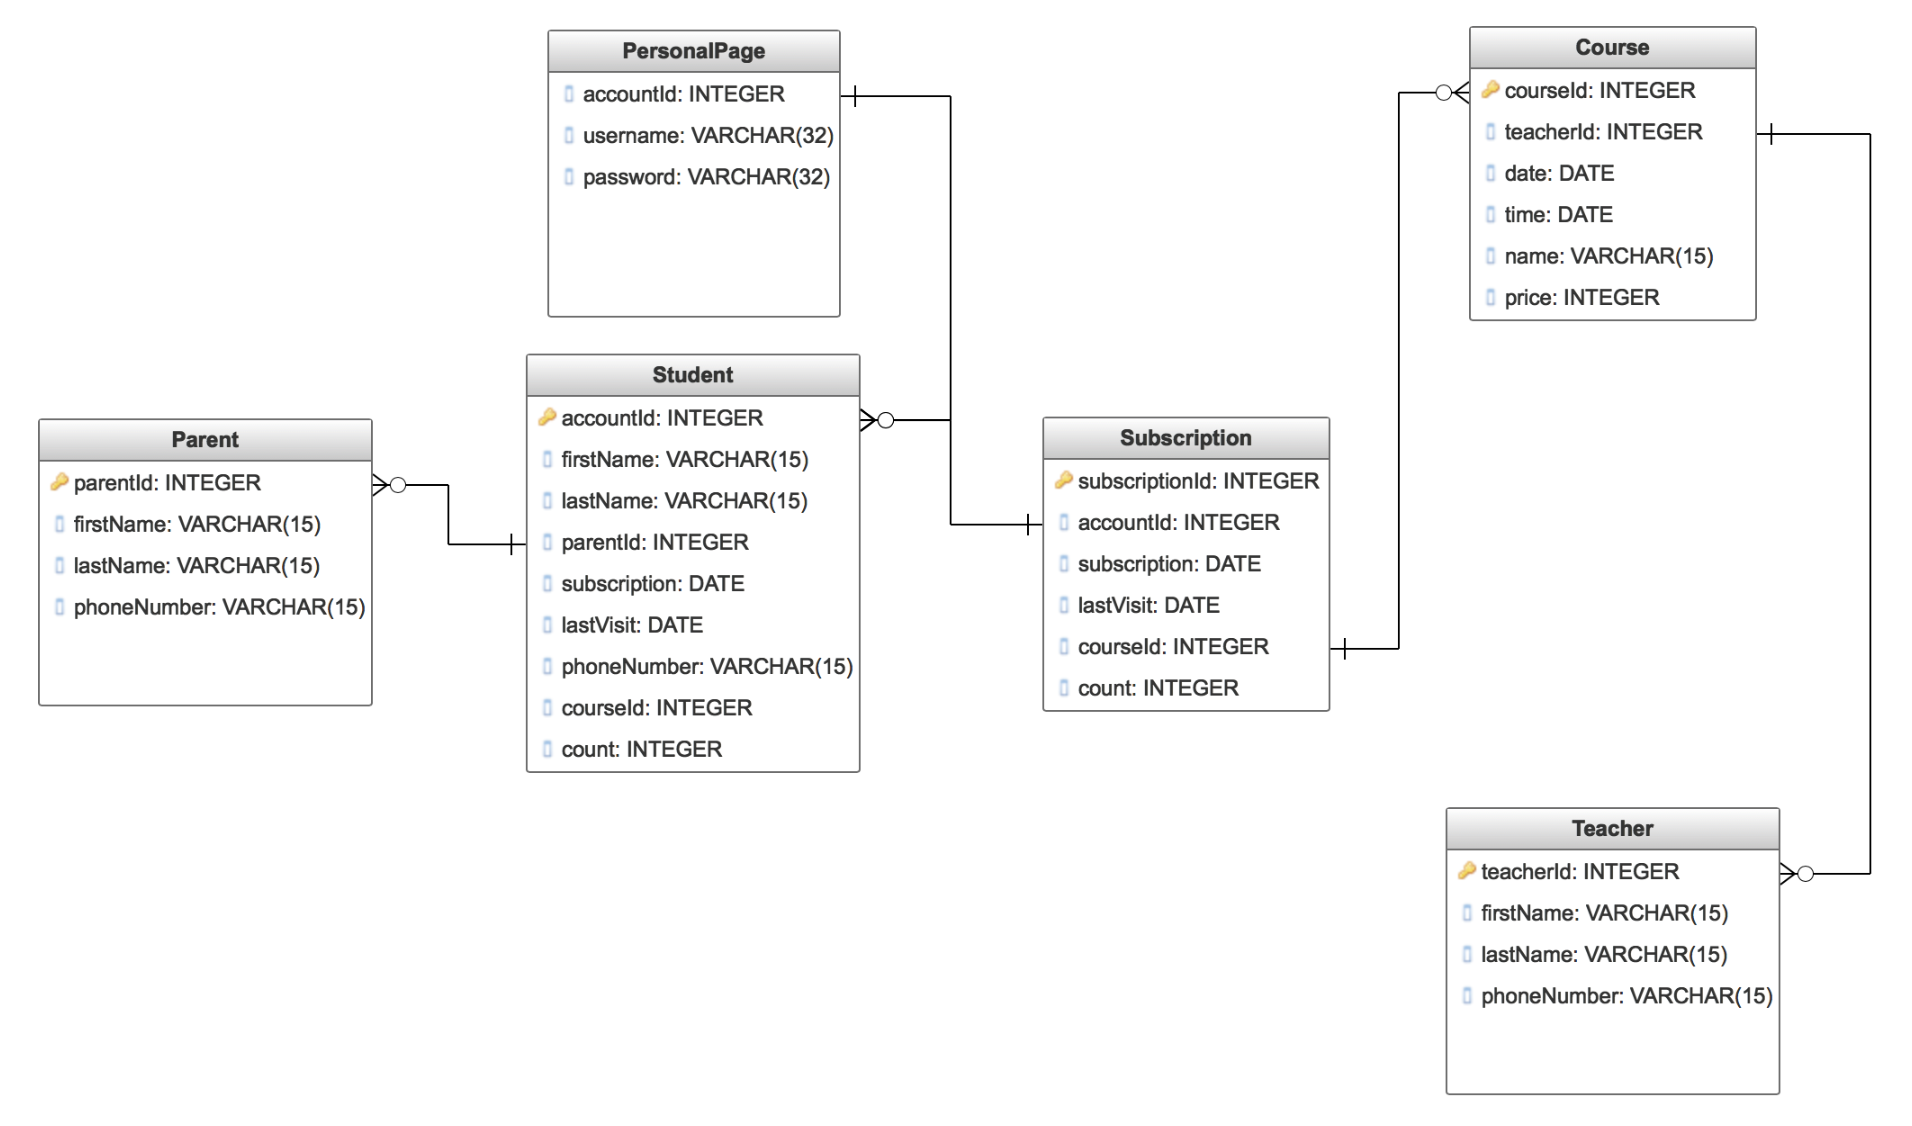 PersonalPage
accountId: INTEGER
username: VARCHAR(32)
password: VARCHAR(32)
Course
courseId: INTEGER
teacherId: INTEGER
date: DATE
time: DATE
name: VARCHAR(15)
price: INTEGER
Student
accountId: INTEGER
firstName: VARCHAR(15)
lastName: VARCHAR(15)
parentId: INTEGER
subscription: DATE
lastVisit: DATE
phoneNumber: VARCHAR(15)
courseId: INTEGER
count: INTEGER
Parent
parentId: INTEGER
firstName: VARCHAR(15)
lastName: VARCHAR(15)
phoneNumber: VARCHAR(15)
Subscription
subscriptionId: INTEGER
accountId: INTEGER
subscription: DATE
lastVisit: DATE
courseId: INTEGER
count: INTEGER
Teacher
teacherId: INTEGER
firstName: VARCHAR(15)
lastName: VARCHAR(15)
phoneNumber: VARCHAR(15)